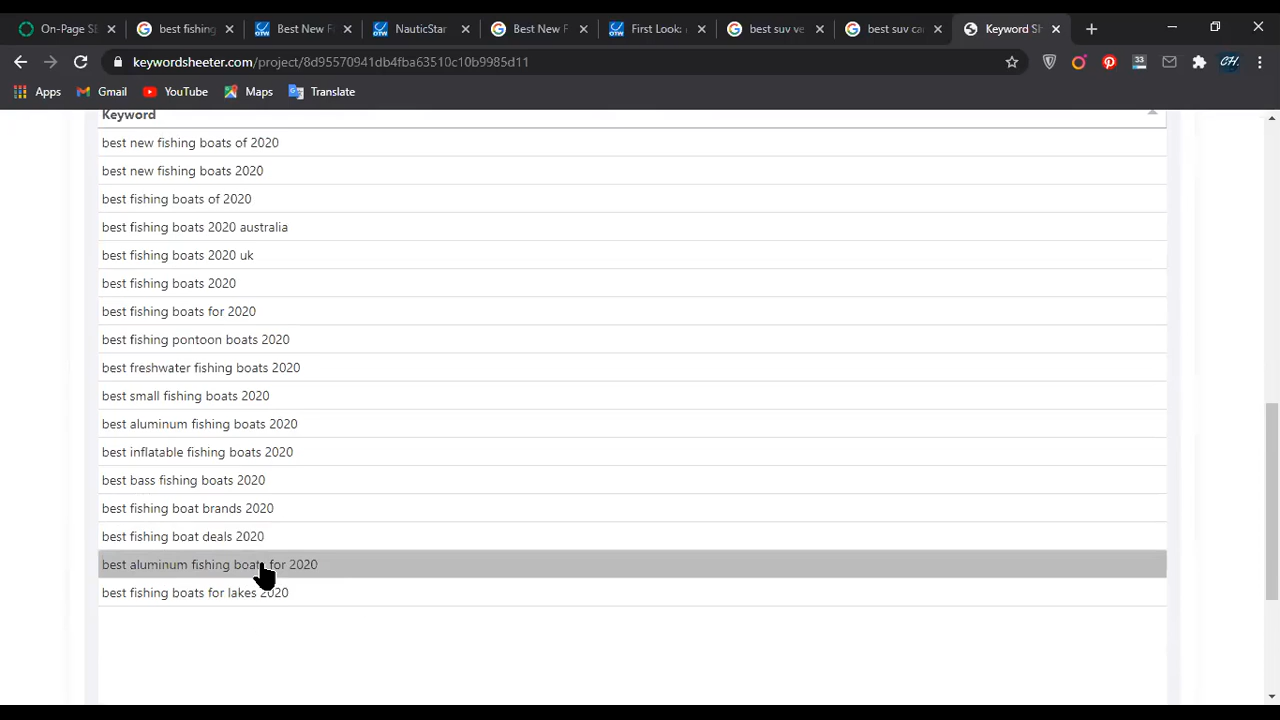 On-Page SE
best fishing
Best New Fi
NauticStar
Best New F
First Look:
best suv ve
best suv car
Keyword Sh
keywordsheeter.com/project/8d95570941db4fba63510c10b9985d11
33
CH
Apps
Gmail
YouTube
Maps
Translate
Keyword
best new fishing boats of 2020
best new fishing boats 2020
best fishing boats of 2020
best fishing boats 2020 australia
best fishing boats 2020 uk
best fishing boats 2020
best fishing boats for 2020
best fishing pontoon boats 2020
best freshwater fishing boats 2020
best small fishing boats 2020
best aluminum fishing boats 2020
best inflatable fishing boats 2020
best bass fishing boats 2020
best fishing boat brands 2020
best fishing boat deals 2020
best aluminum fishing boats for 2020
best fishing boats for lakes 2020